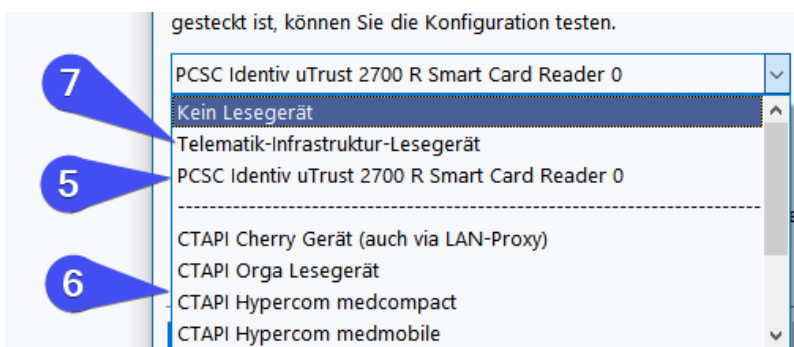 gesteckt ist, können Sie die Konfiguration testen.
PCSC Identiv uTrust 2700 R Smart Card Reader 0
7
Kein Lesegerät
Telematik-Infrastruktur-Lesegerät
5
PCSC Identiv uTrust 2700 R Smart Card Reader 0
--------------------------------------------------------------------------------
CTAPI Cherry Gerät (auch via LAN-Proxy)
CTAPI Orga Lesegerät
6
CTAPI Hypercom medcompact
CTAPI Hypercom medmobile